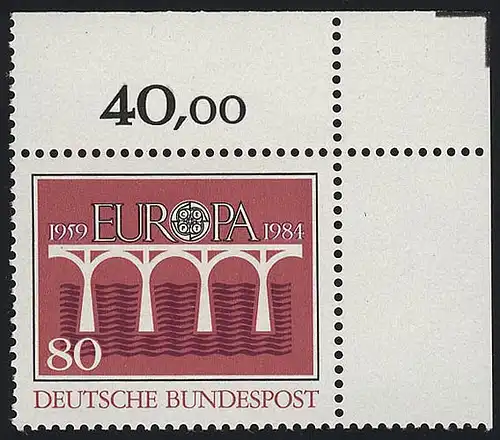 40,00
1959 EUROPA 1984
80
DEUTSCHE BUNDESPOST